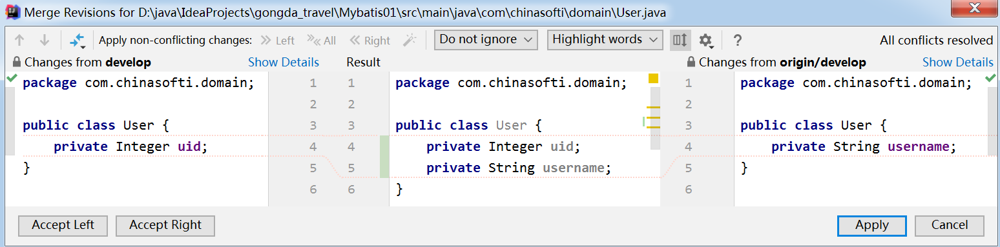 Merge Revisions for D:\java\IdeaProjects\gongda_travel\Mybatis01\src\main\java\com\chinasofti\domain\User.java
Apply non-conflicting changes: Left All Right Do not ignore Highlight words ? All conflicts resolved
Changes from develop Show Details Result Changes from origin/develop Show Details
package com.chinasofti.domain; 1 1 package com.chinasofti.domain; 1 package com.chinasofti.domain;
2 2 2
public class User { 3 3 public class User { 3 public class User {
private Integer uid; 4 4 private Integer uid; 4 private String username;
} 5 5 private String username; 5 }
6 6 } 6
Accept Left Accept Right Apply Cancel